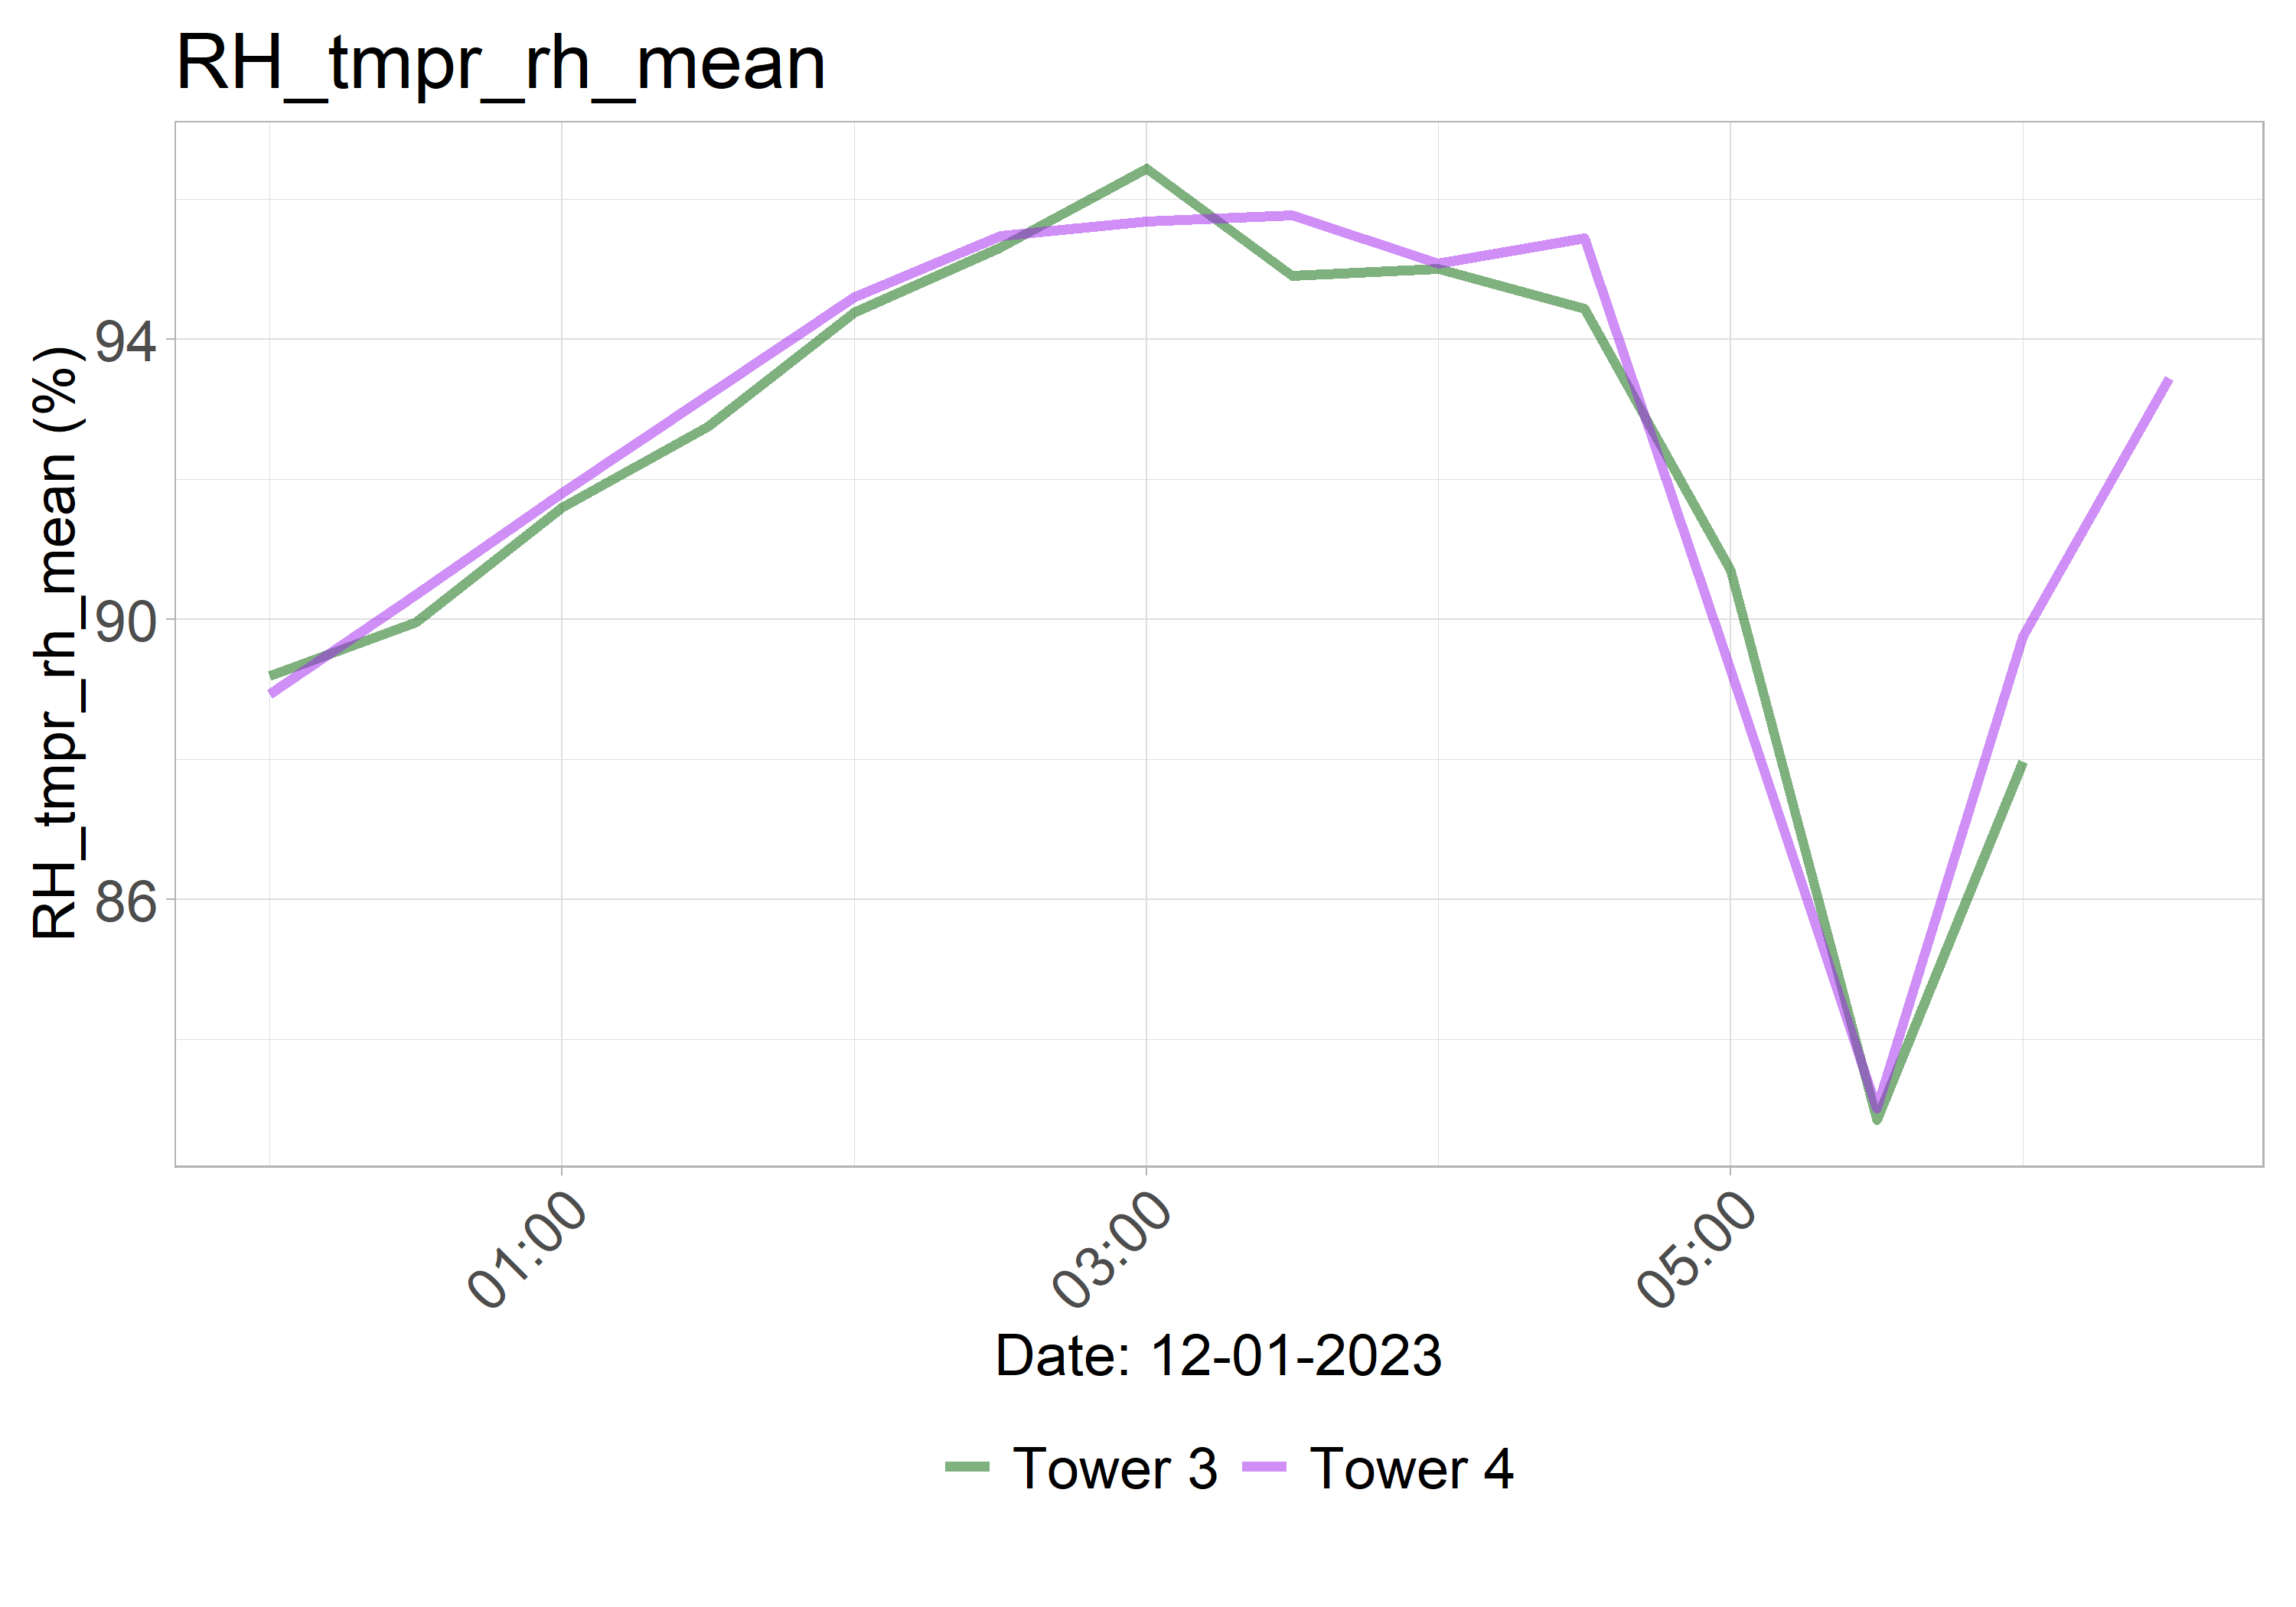 RH_tmpr_rh_mean
RH_tmpr_rh_mean (%)
94
90
86
01:00
03:00
05:00
Date: 12-01-2023
Tower 3
Tower 4